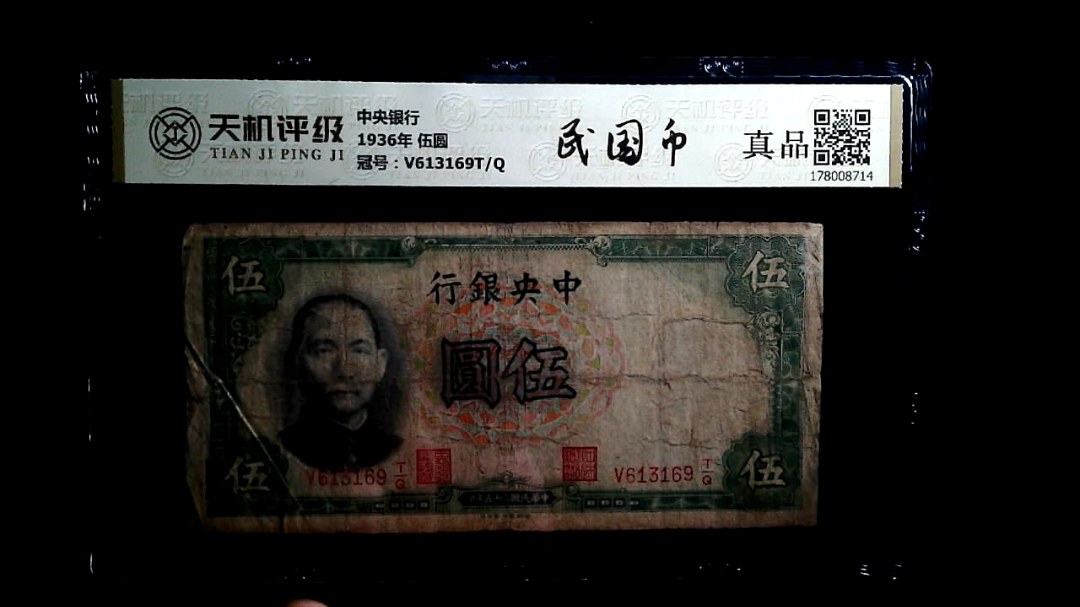 天机评级
TIAN JI PING JI
中央银行
1936年 伍圆
冠号：V613169T/Q
民国币
真品
178008714
伍
伍
行銀央中
圓伍
伍
伍
V613169 T/Q
V613169 T/Q